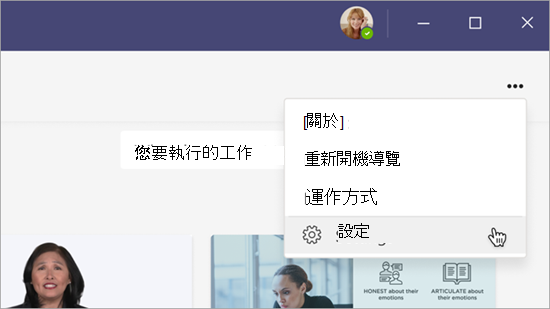 [關於]
您要執行的工作
重新開機導覽
運作方式
設定
HONEST about their
emotions
ARTICULATE about
their emotions